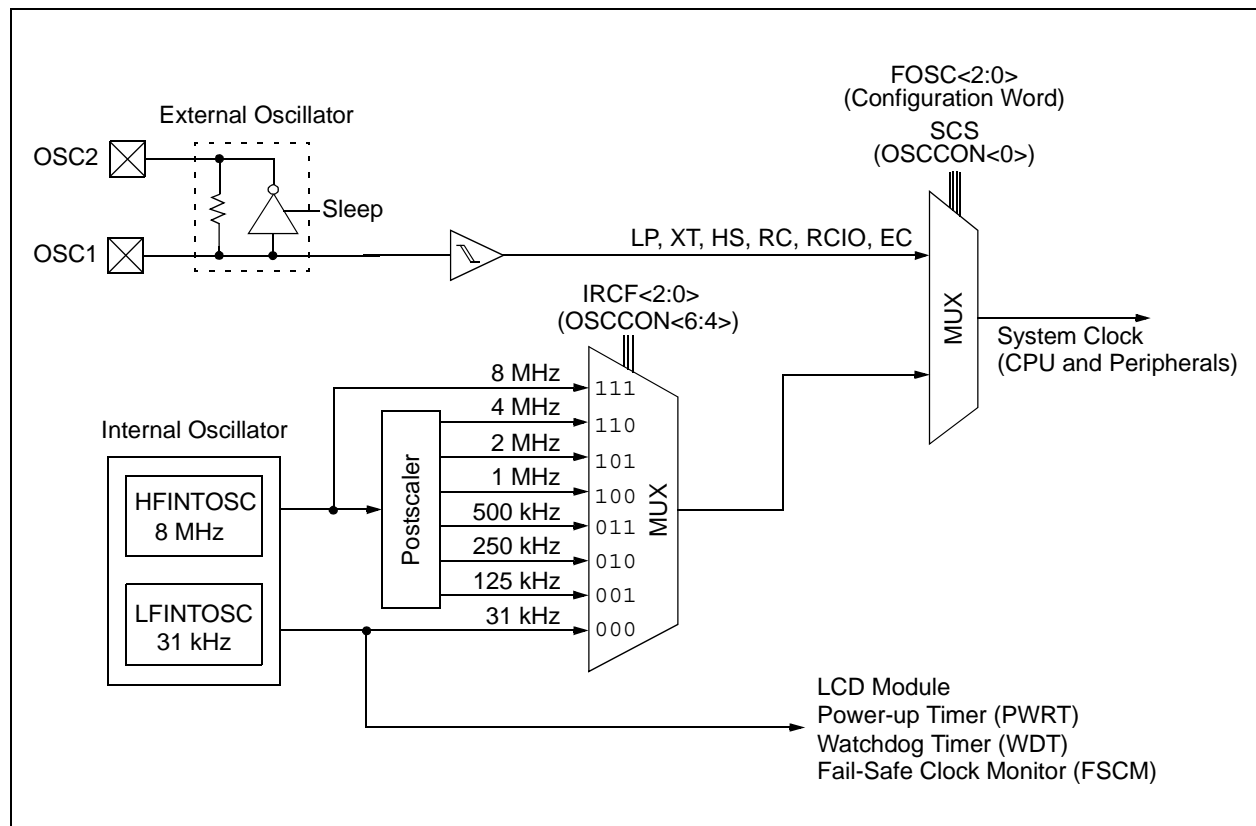 FOSC<2:0>
(Configuration Word)
SCS
(OSCCON<0>)
External Oscillator
OSC2
Sleep
OSC1
LP, XT, HS, RC, RCIO, EC
IRCF<2:0>
(OSCCON<6:4>)
MUX
System Clock
(CPU and Peripherals)
8 MHz
111
4 MHz
110
Internal Oscillator
2 MHz
101
HFINTOSC
8 MHz
Postscaler
1 MHz
100
MUX
500 kHz
011
250 kHz
010
125 kHz
001
LFINTOSC
31 kHz
31 kHz
000
LCD Module
Power-up Timer (PWRT)
Watchdog Timer (WDT)
Fail-Safe Clock Monitor (FSCM)